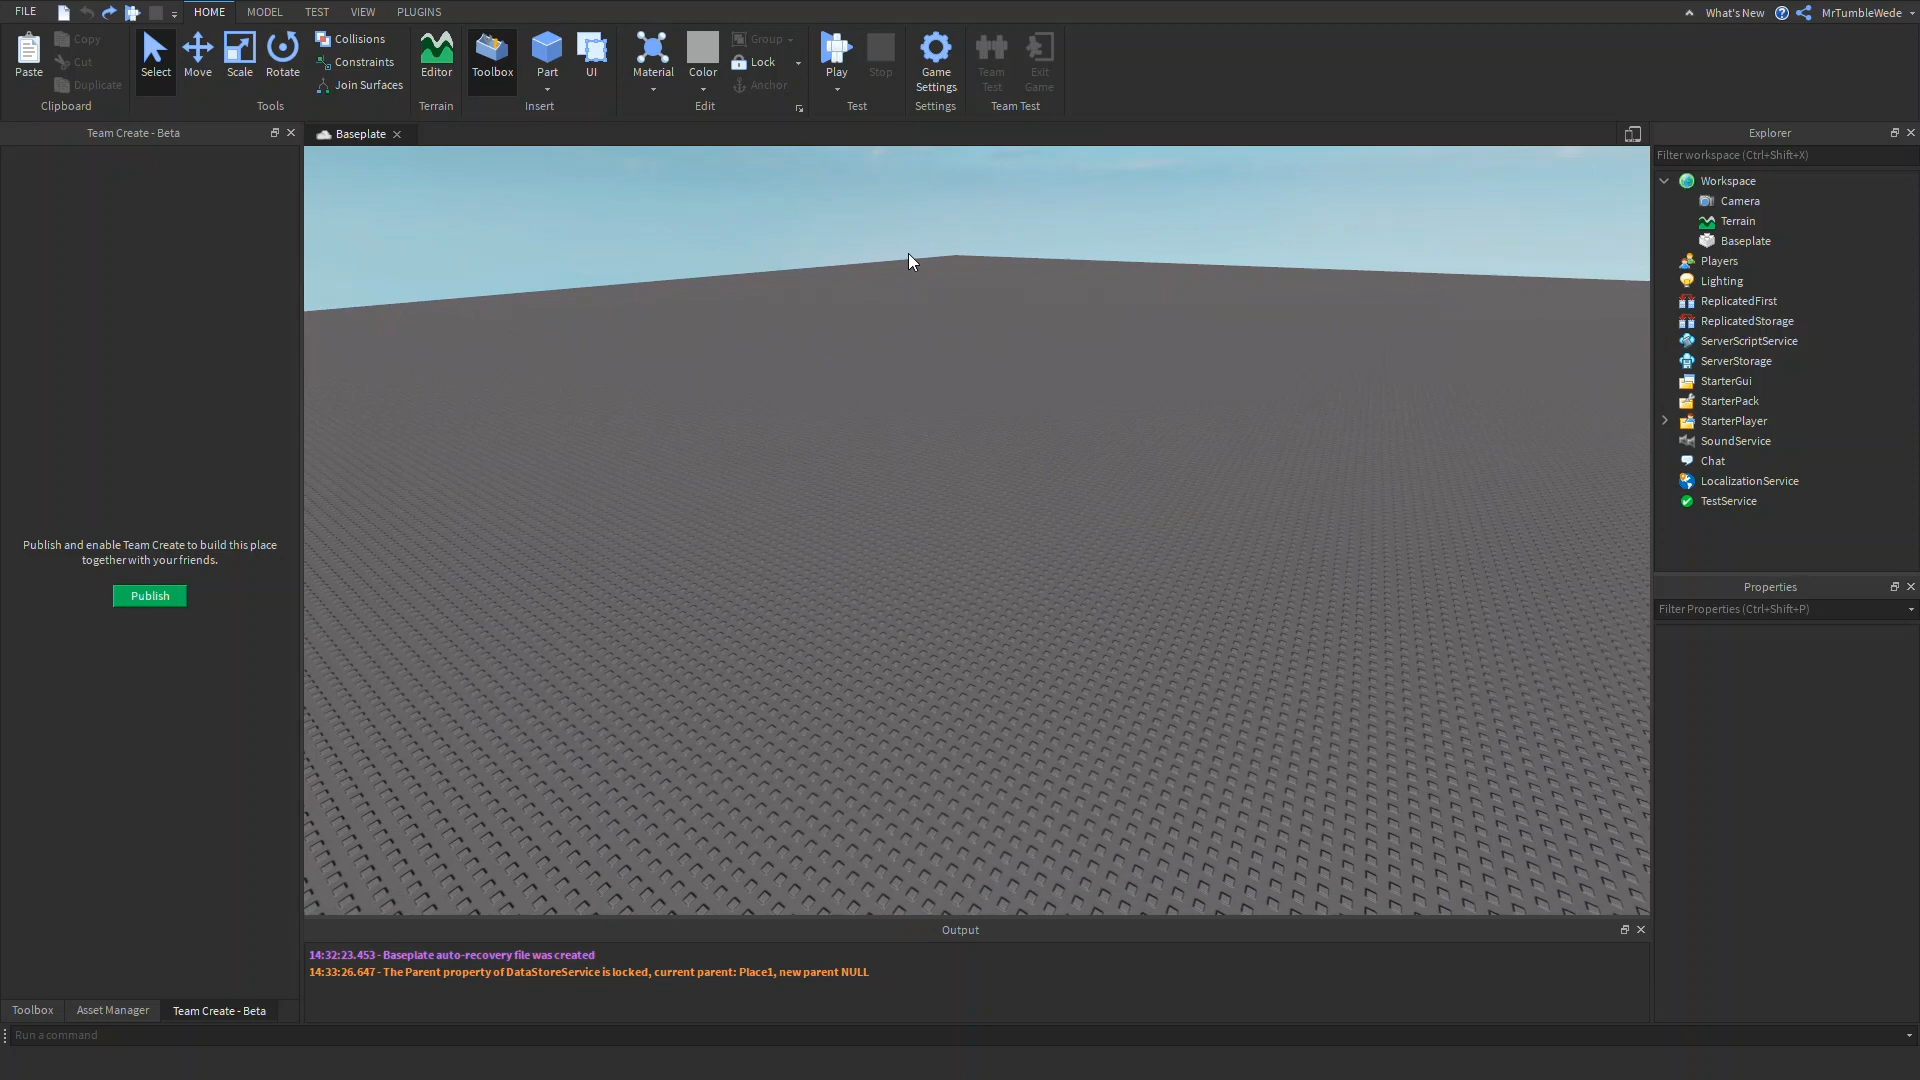 FILE
HOME
MODEL
TEST
VIEW
PLUGINS
What's New
MrTumbleWede
Paste
Copy
Cut
Duplicate
Clipboard
Select
Move
Scale
Rotate
Collisions
Constraints
Join Surfaces
Tools
Editor
Terrain
Toolbox
Part
UI
Insert
Material
Color
Group
Lock
Anchor
Edit
Play
Stop
Test
Game
Settings
Settings
Team
Test
Exit
Game
Team Test
Team Create - Beta
Baseplate
Explorer
Filter workspace (Ctrl+Shift+X)
Workspace
Camera
Terrain
Baseplate
Players
Lighting
ReplicatedFirst
ReplicatedStorage
ServerScriptService
ServerStorage
StarterGui
StarterPack
StarterPlayer
SoundService
Chat
LocalizationService
TestService
Publish and enable Team Create to build this place
together with your friends.
Publish
Properties
Filter Properties (Ctrl+Shift+P)
Output
14:32:23.453 - Baseplate auto-recovery file was created
14:33:26.647 - The Parent property of DataStoreService is locked, current parent: Place1, new parent NULL
Toolbox
Asset Manager
Team Create - Beta
Run a command